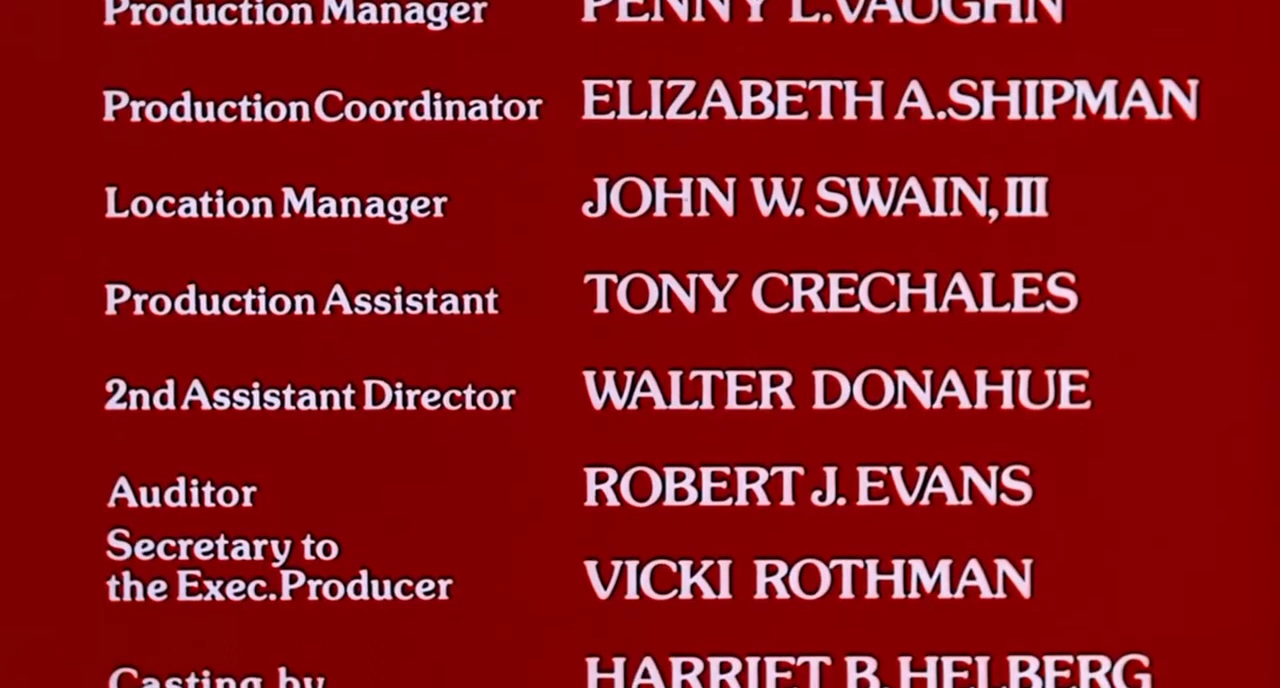 Production Manager PENNY L. VAUGHN
Production Coordinator ELIZABETH A. SHIPMAN
Location Manager JOHN W. SWAIN, III
Production Assistant TONY CRECHALES
2nd Assistant Director WALTER DONAHUE
Auditor ROBERT J. EVANS
Secretary to
the Exec. Producer VICKI ROTHMAN
Casting by HARRIET B. HELBERG